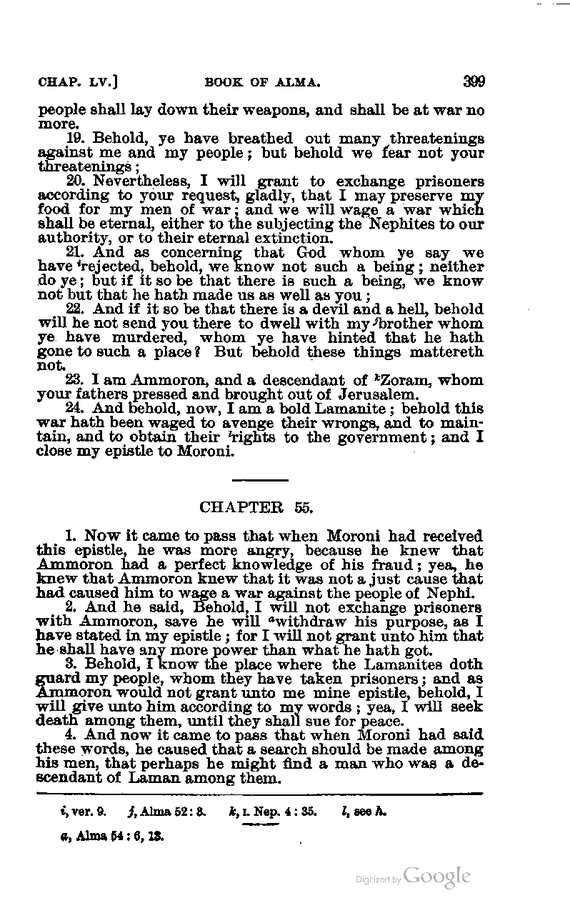 CHAP. LV.] BOOK OF ALMA. 399
people shall lay down their weapons, and shall be at war no
more.
19. Behold, ye have breathed out many threatenings
against me and my people; but behold we fear not your
threatenings;
20. Nevertheless, I will grant to exchange prisoners
according to your request, gladly, that I may preserve my
food for my men of war; and we will wage a war which
shall be eternal, either to the subjecting the Nephites to our
authority, or to their eternal extinction.
21. And as concerning that God whom ye say we
have ⁱrejected, behold, we know not such a being; neither
do ye; but if it so be that there is such a being, we know
not but that he hath made us as well as you;
22. And if it so be that there is a devil and a hell, behold
will he not send you there to dwell with my ʲbrother whom
ye have murdered, whom ye have hinted that he hath
gone to such a place? But behold these things mattereth
not.
23. I am Ammoron, and a descendant of ᵏZoram, whom
your fathers pressed and brought out of Jerusalem.
24. And behold, now, I am a bold Lamanite; behold this
war hath been waged to avenge their wrongs, and to main-
tain, and to obtain their ˡrights to the government; and I
close my epistle to Moroni.
CHAPTER 55.
1. Now it came to pass that when Moroni had received
this epistle, he was more angry, because he knew that
Ammoron had a perfect knowledge of his fraud; yea, he
knew that Ammoron knew that it was not a just cause that
had caused him to wage a war against the people of Nephi.
2. And he said, Behold, I will not exchange prisoners
with Ammoron, save he will ᵃwithdraw his purpose, as I
have stated in my epistle; for I will not grant unto him that
he shall have any more power than what he hath got.
3. Behold, I know the place where the Lamanites doth
guard my people, whom they have taken prisoners; and as
Ammoron would not grant unto me mine epistle, behold, I
will give unto him according to my words; yea, I will seek
death among them, until they shall sue for peace.
4. And now it came to pass that when Moroni had said
these words, he caused that a search should be made among
his men, that perhaps he might find a man who was a de-
scendant of Laman among them.
i, ver. 9. j, Alma 52: 3. k, I. Nep. 4: 35. l, see h.
a, Alma 54: 6, 13.
Digitized by Google